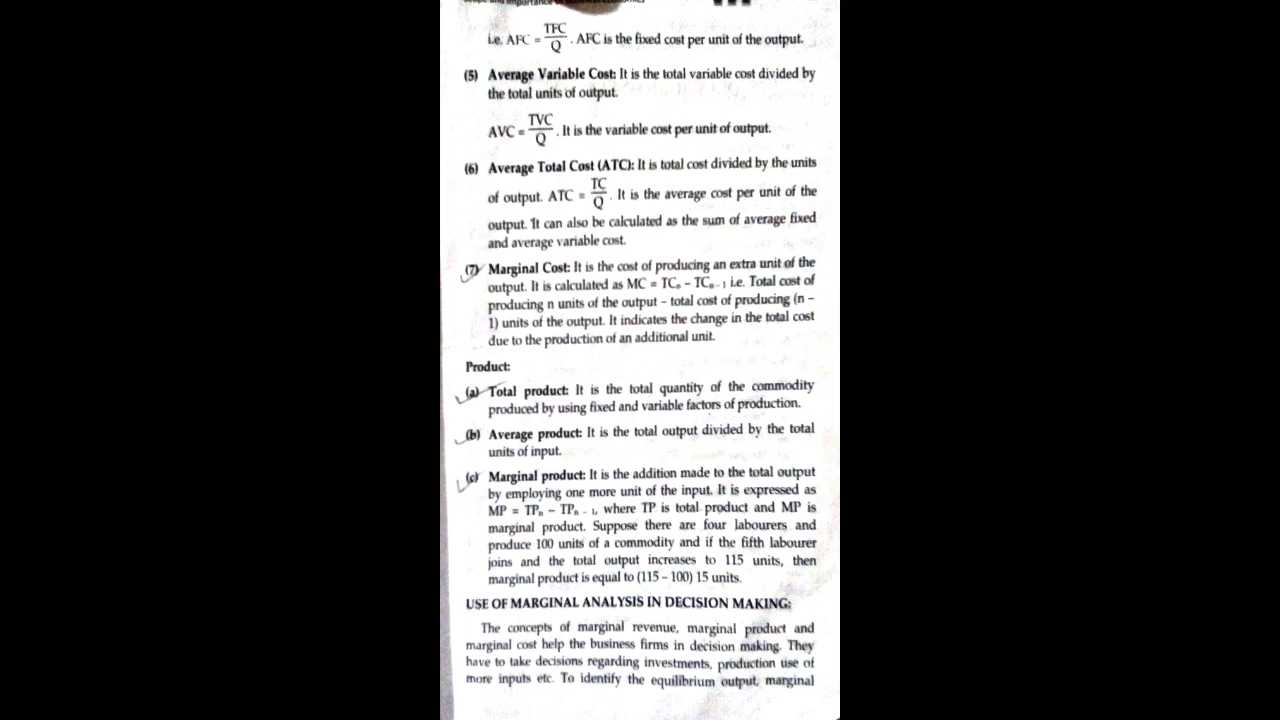 Scope and Importance of
i.e. AFC = TFC/Q . AFC is the fixed cost per unit of the output.
(5) Average Variable Cost: It is the total variable cost divided by
the total units of output.
AVC = TVC/Q . It is the variable cost per unit of output.
(6) Average Total Cost (ATC): It is total cost divided by the units
of output. ATC = TC/Q . It is the average cost per unit of the
output. It can also be calculated as the sum of average fixed
and average variable cost.
(7) Marginal Cost: It is the cost of producing an extra unit of the
output. It is calculated as MC = TCₙ – TCₙ₋₁ i.e. Total cost of
producing n units of the output – total cost of producing (n –
1) units of the output. It indicates the change in the total cost
due to the production of an additional unit.
Product:
(a) Total product: It is the total quantity of the commodity
produced by using fixed and variable factors of production.
(b) Average product: It is the total output divided by the total
units of input.
(c) Marginal product: It is the addition made to the total output
by employing one more unit of the input. It is expressed as
MP = TPₙ – TPₙ₋₁, where TP is total product and MP is
marginal product. Suppose there are four labourers and
produce 100 units of a commodity and if the fifth labourer
joins and the total output increases to 115 units, then
marginal product is equal to (115 – 100) 15 units.
USE OF MARGINAL ANALYSIS IN DECISION MAKING:
The concepts of marginal revenue, marginal product and
marginal cost help the business firms in decision making. They
have to take decisions regarding investments, production use of
more inputs etc. To identify the equilibrium output, marginal